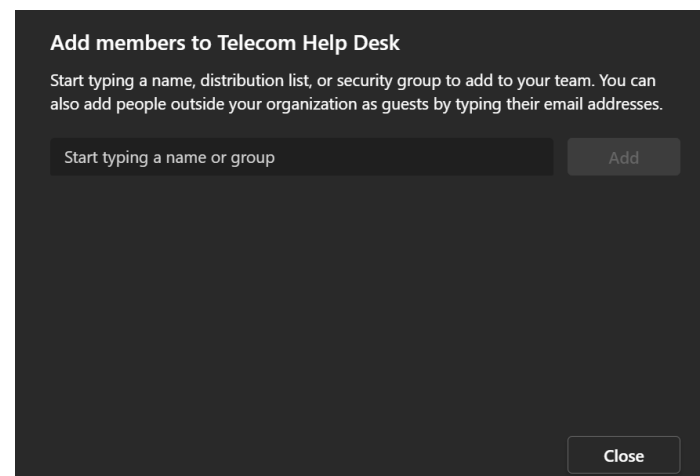 Add members to Telecom Help Desk
Start typing a name, distribution list, or security group to add to your team. You can
also add people outside your organization as guests by typing their email addresses.
Start typing a name or group
Add
Close